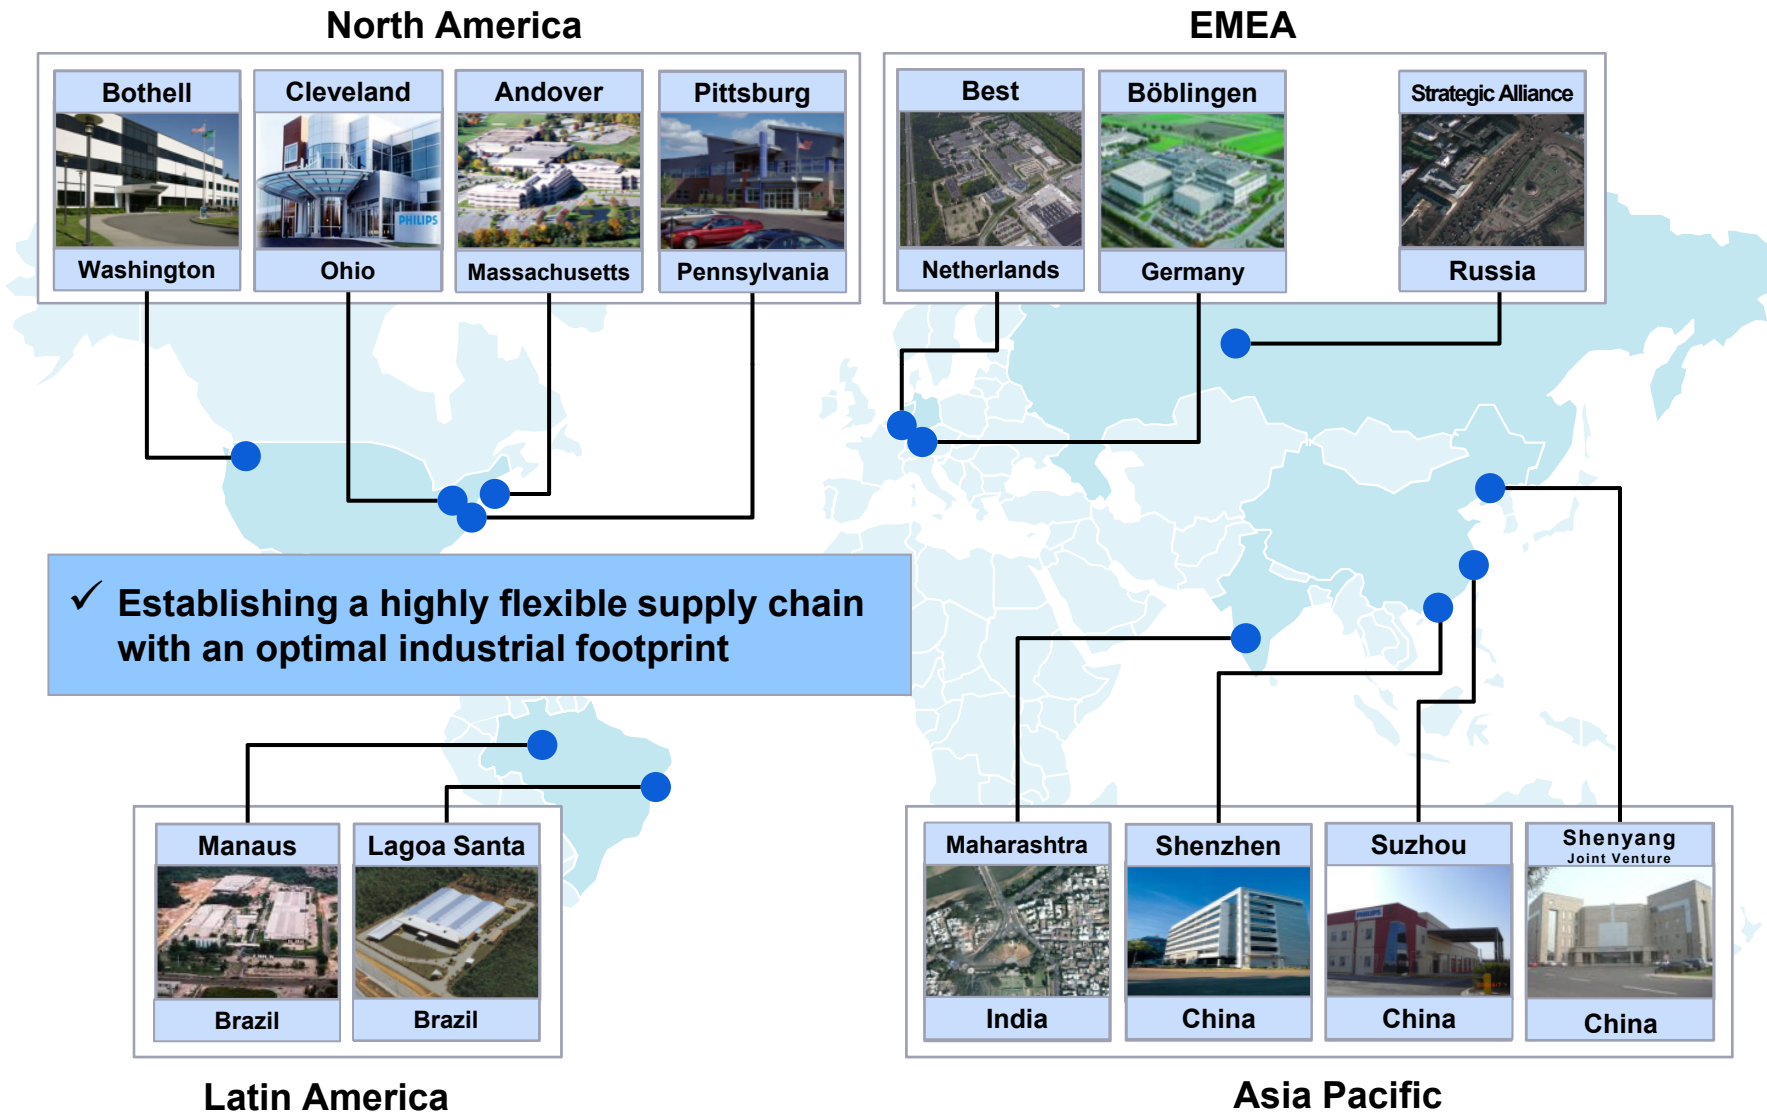 North America
EMEA
Bothell
Cleveland
Andover
Pittsburg
PHILIPS
Washington
Ohio
Massachusetts
Pennsylvania
Best
Böblingen
Strategic Alliance
Netherlands
Germany
Russia
✓ Establishing a highly flexible supply chain
with an optimal industrial footprint
Manaus
Lagoa Santa
Brazil
Brazil
Maharashtra
Shenzhen
Suzhou
Shenyang
Joint Venture
PHILIPS
India
China
China
China
Latin America
Asia Pacific